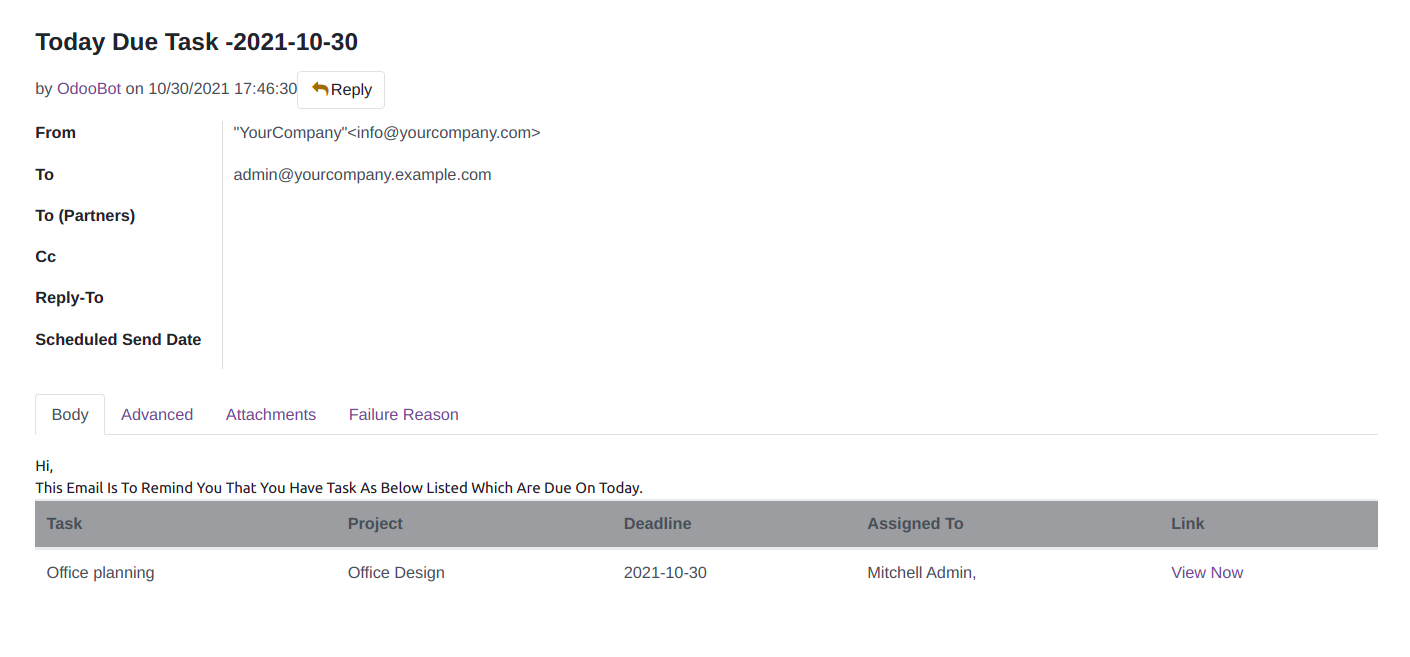 Today Due Task -2021-10-30
by OdooBot on 10/30/2021 17:46:30 Reply
From "YourCompany"<info@yourcompany.com>
To admin@yourcompany.example.com
To (Partners)
Cc
Reply-To
Scheduled Send Date
Body Advanced Attachments Failure Reason
Hi,
This Email Is To Remind You That You Have Task As Below Listed Which Are Due On Today.
Task Project Deadline Assigned To Link
Office planning Office Design 2021-10-30 Mitchell Admin, View Now